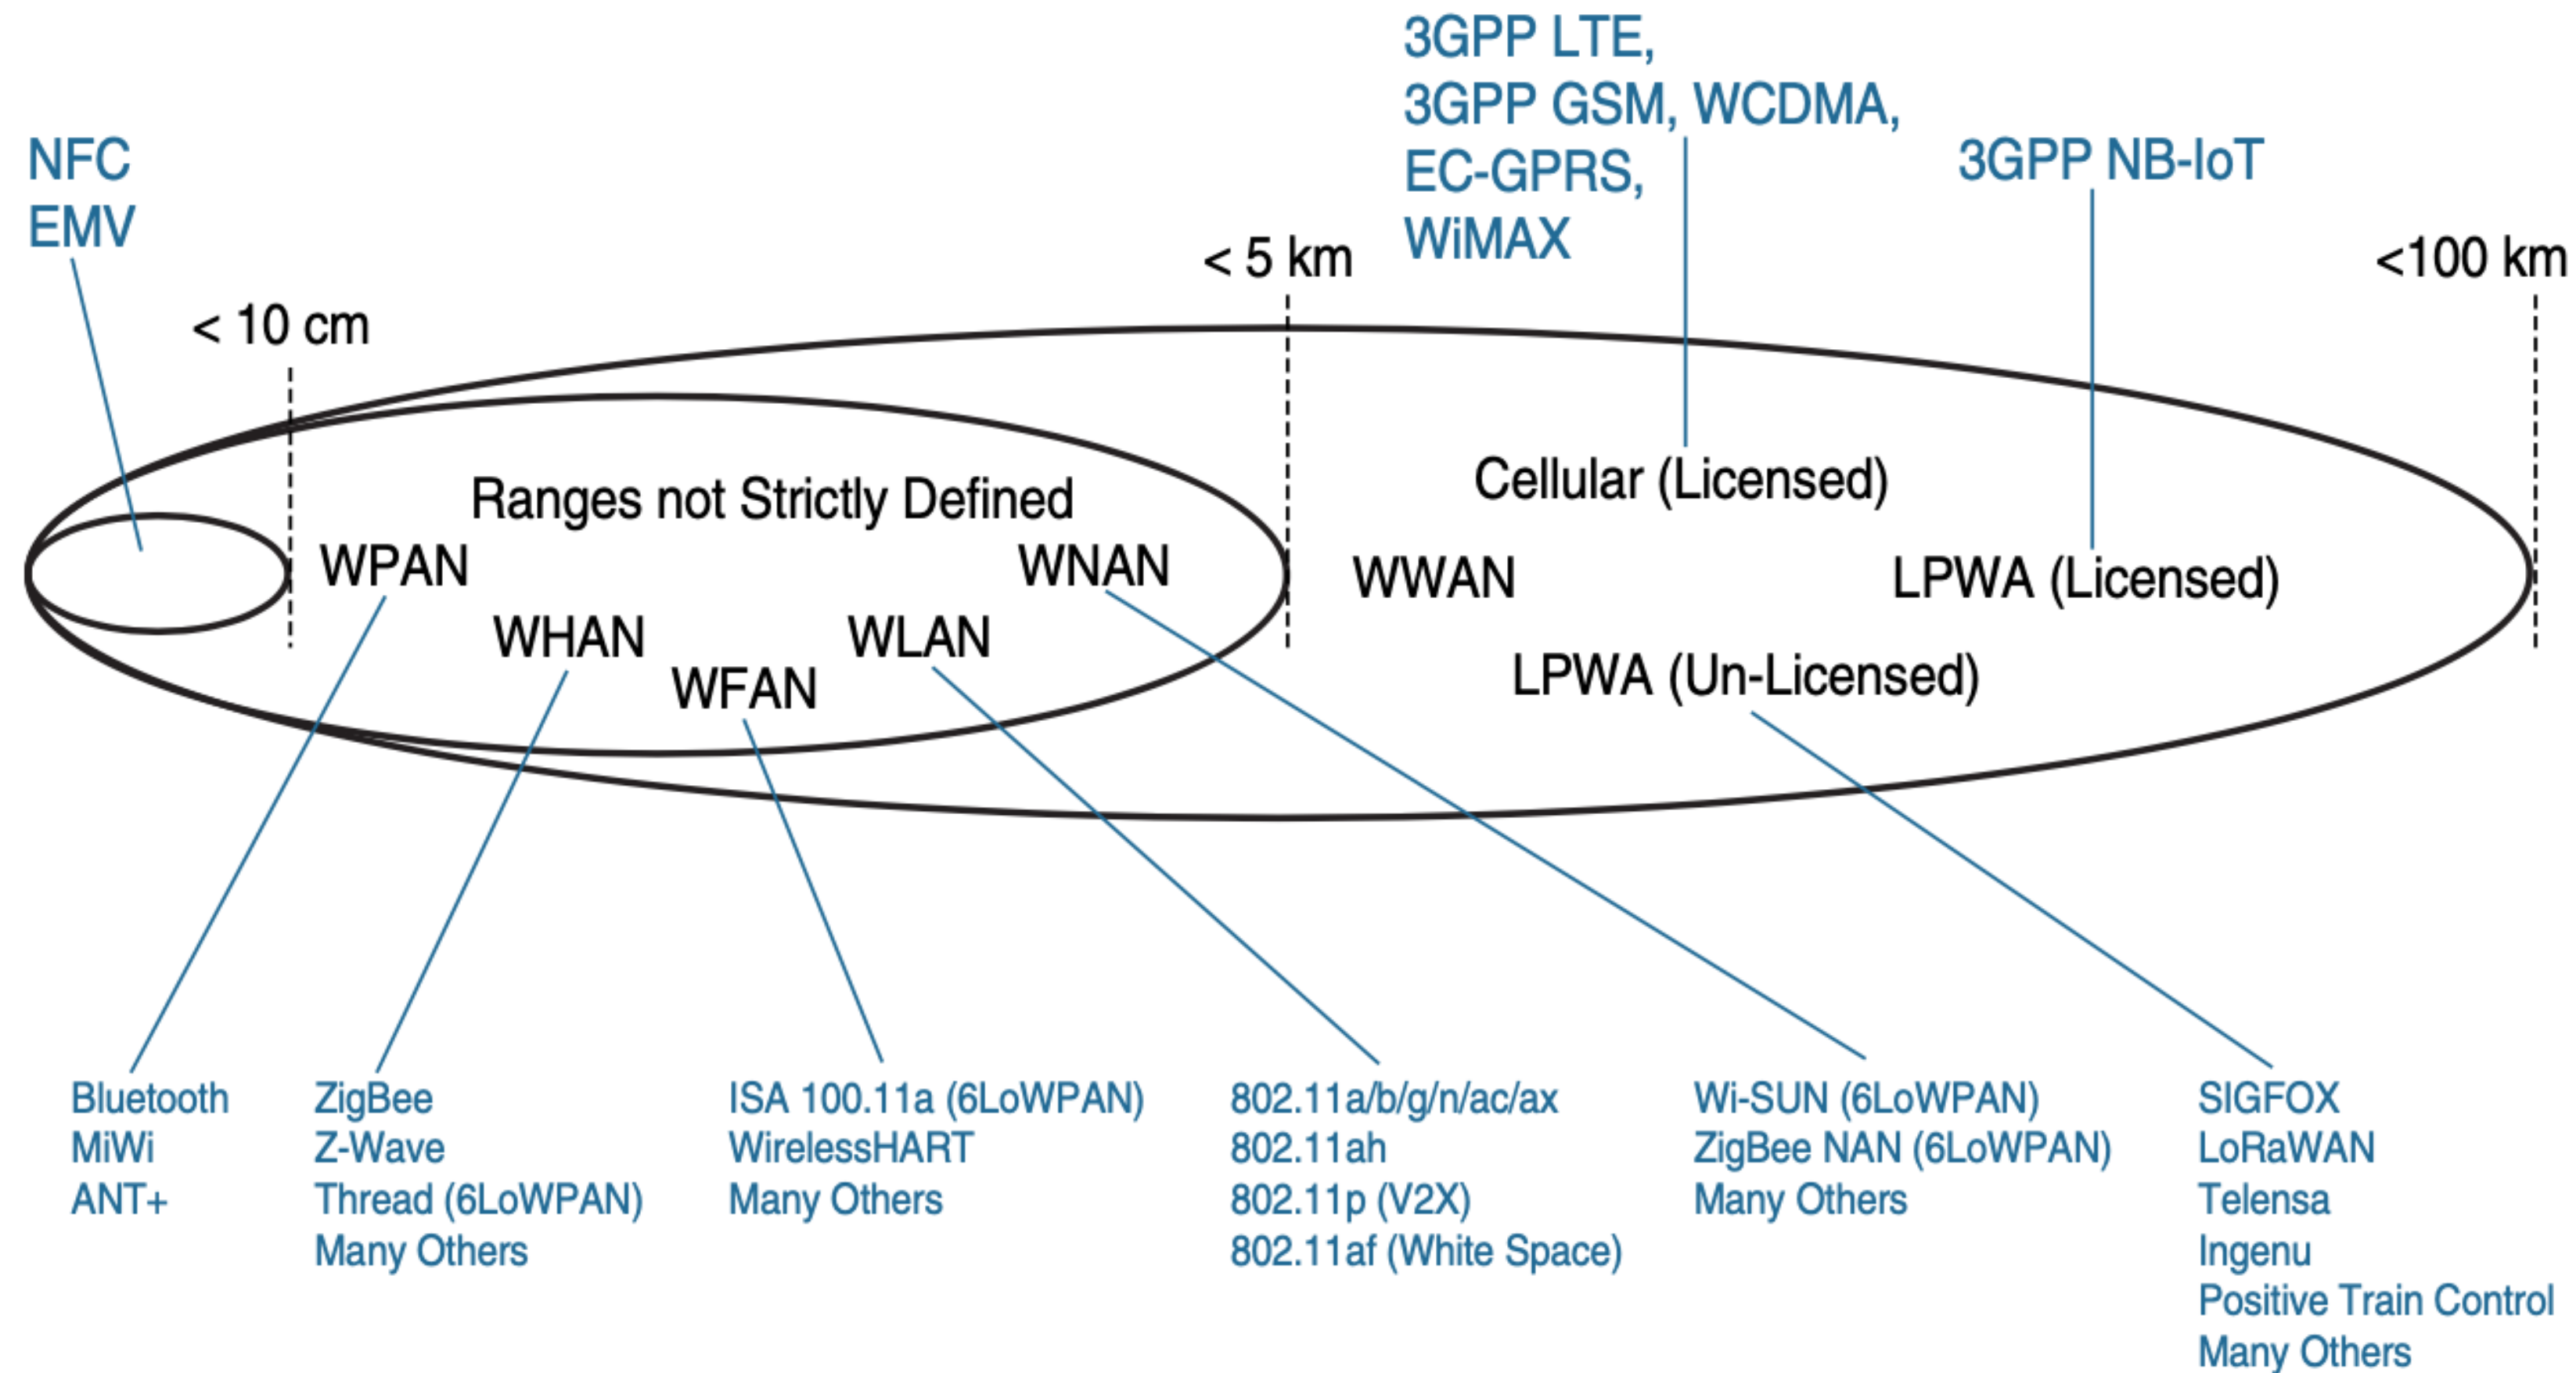 3GPP LTE,
3GPP GSM, WCDMA,
EC-GPRS,
WiMAX
NFC
EMV
3GPP NB-IoT
< 10 cm
< 5 km
<100 km
Ranges not Strictly Defined
WPAN
WHAN
WFAN
WLAN
WNAN
Cellular (Licensed)
WWAN
LPWA (Licensed)
LPWA (Un-Licensed)
Bluetooth
MiWi
ANT+
ZigBee
Z-Wave
Thread (6LoWPAN)
Many Others
ISA 100.11a (6LoWPAN)
WirelessHART
Many Others
802.11a/b/g/n/ac/ax
802.11ah
802.11p (V2X)
802.11af (White Space)
Wi-SUN (6LoWPAN)
ZigBee NAN (6LoWPAN)
Many Others
SIGFOX
LoRaWAN
Telensa
Ingenu
Positive Train Control
Many Others